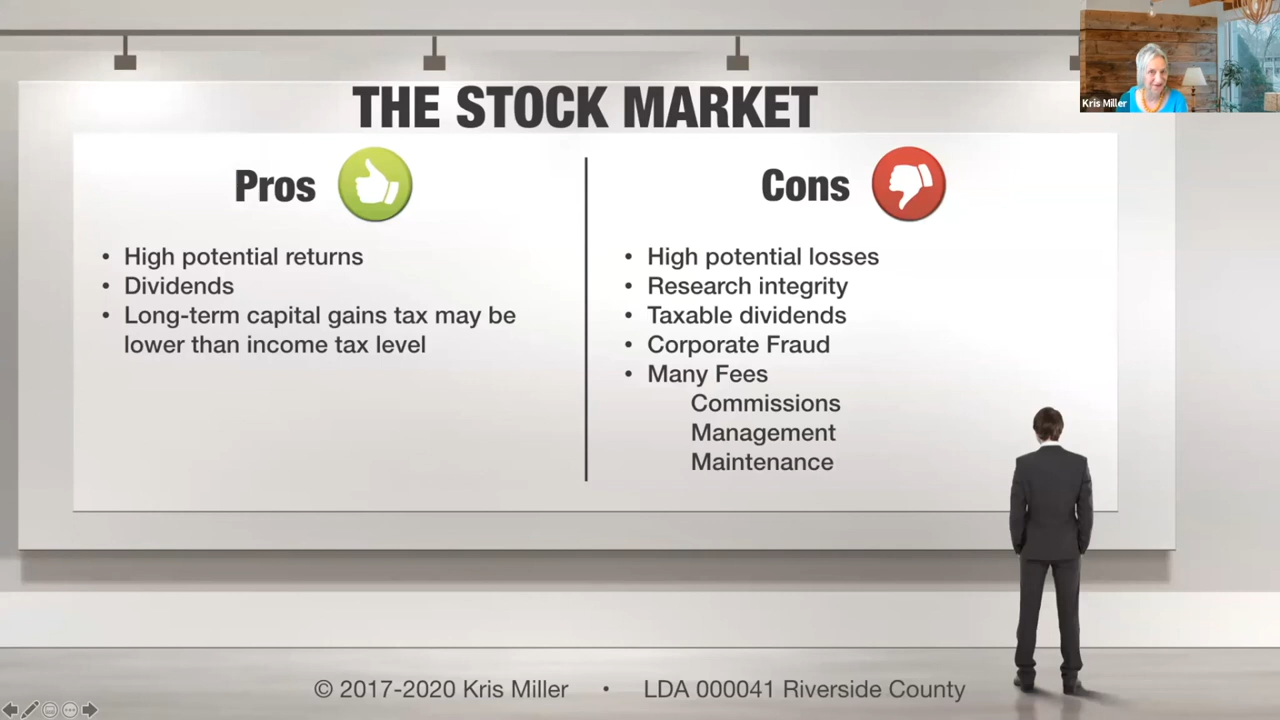 THE STOCK MARKET
Kris Miller
Pros
• High potential returns
• Dividends
• Long-term capital gains tax may be
lower than income tax level
Cons
• High potential losses
• Research integrity
• Taxable dividends
• Corporate Fraud
• Many Fees
Commissions
Management
Maintenance
© 2017-2020 Kris Miller • LDA 000041 Riverside County